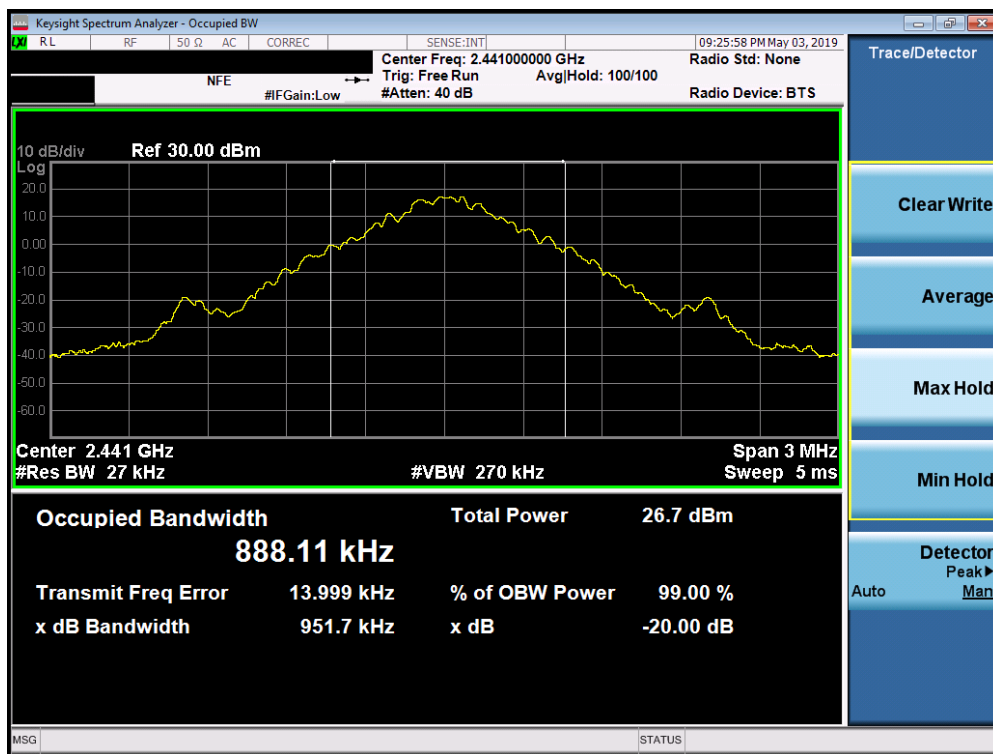 Keysight Spectrum Analyzer - Occupied BW
LXI RL RF 50 Ω AC CORREC SENSE:INT 09:25:58 PM May 03, 2019
Center Freq: 2.441000000 GHz Radio Std: None
NFE Trig: Free Run Avg|Hold: 100/100
#IFGain:Low #Atten: 40 dB Radio Device: BTS
10 dB/div Ref 30.00 dBm
Log
20.0
10.0
0.00
-10.0
-20.0
-30.0
-40.0
-50.0
-60.0
Center 2.441 GHz Span 3 MHz
#Res BW 27 kHz #VBW 270 kHz Sweep 5 ms
Occupied Bandwidth Total Power 26.7 dBm
888.11 kHz
Transmit Freq Error 13.999 kHz % of OBW Power 99.00 %
x dB Bandwidth 951.7 kHz x dB -20.00 dB
Trace/Detector
Clear Write
Average
Max Hold
Min Hold
Detector
Peak▶
Auto Man
MSG STATUS